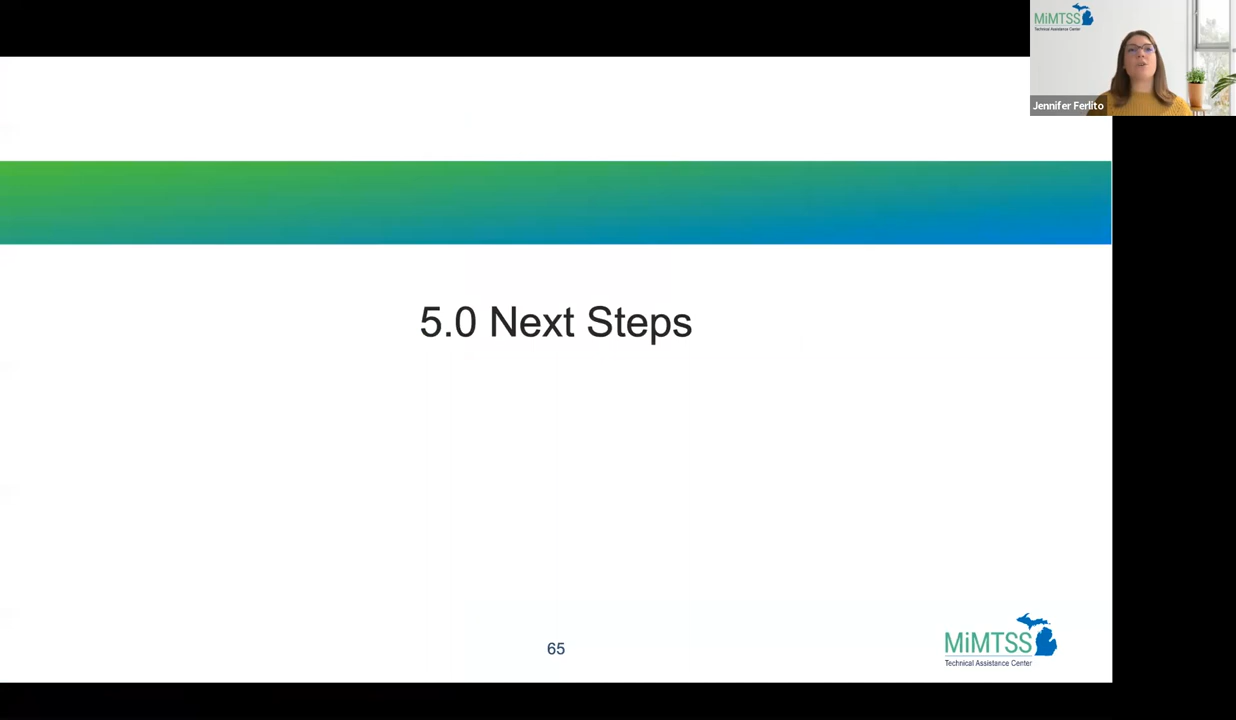 MiMTSS
Technical Assistance Center
Jennifer Ferlito
5.0 Next Steps
65
MiMTSS
Technical Assistance Center